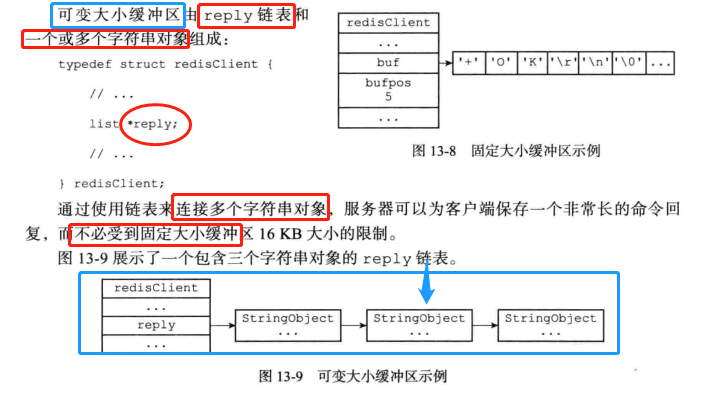 可变大小缓冲区由 reply 链表和
一个或多个字符串对象组成：
typedef struct redisClient {
// ...
list *reply;
// ...
} redisClient;
redisClient
...
buf
bufpos
5
'+' 'O' 'K' '\r' '\n' '\0' ...
图 13-8 固定大小缓冲区示例
通过使用链表来连接多个字符串对象，服务器可以为客户端保存一个非常长的命令回
复，而不必受到固定大小缓冲区 16 KB 大小的限制。
图 13-9 展示了一个包含三个字符串对象的 reply 链表。
redisClient
...
reply
...
StringObject
...
StringObject
...
StringObject
...
图 13-9 可变大小缓冲区示例